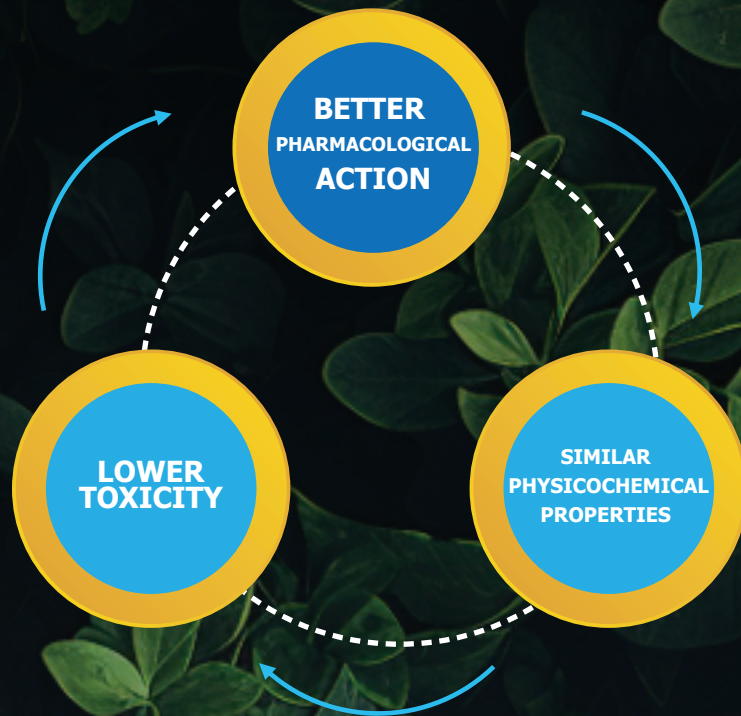 BETTER
PHARMACOLOGICAL
ACTION
LOWER
TOXICITY
SIMILAR
PHYSICOCHEMICAL
PROPERTIES